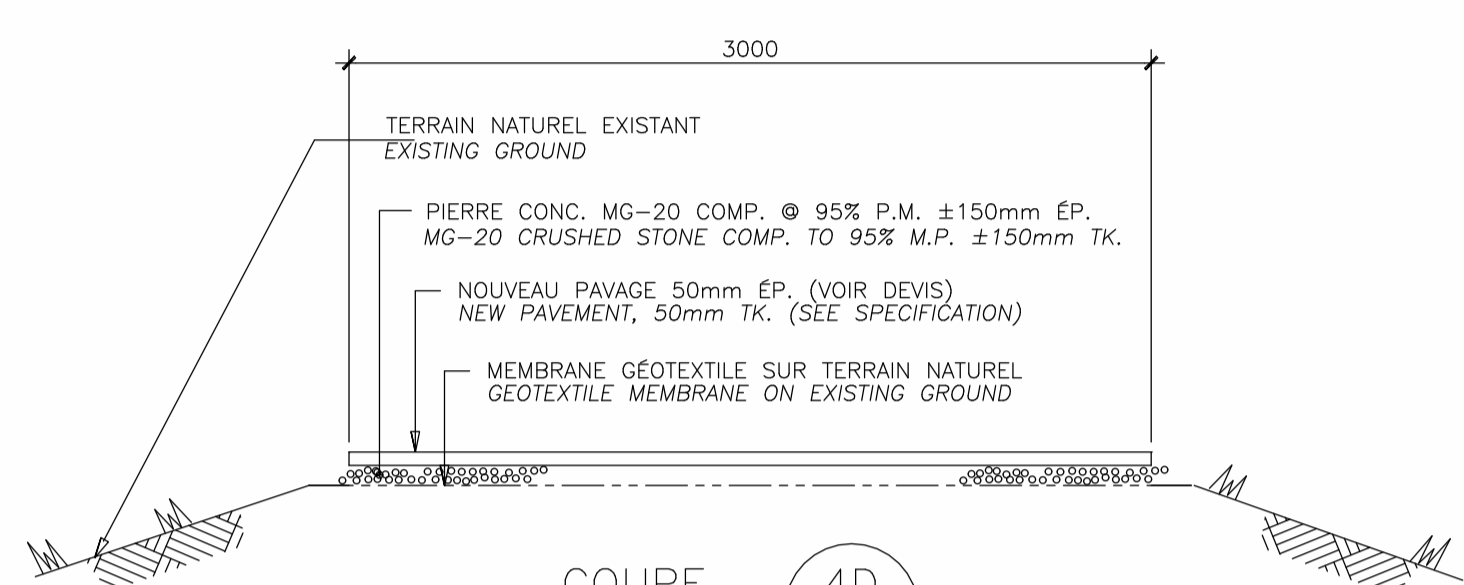 3000
TERRAIN NATUREL EXISTANT
EXISTING GROUND
PIERRE CONC. MG-20 COMP. @ 95% P.M. ±150mm ÉP.
MG-20 CRUSHED STONE COMP. TO 95% M.P. ±150mm TK.
NOUVEAU PAVAGE 50mm ÉP. (VOIR DEVIS)
NEW PAVEMENT, 50mm TK. (SEE SPECIFICATION)
MEMBRANE GÉOTEXTILE SUR TERRAIN NATUREL
GEOTEXTILE MEMBRANE ON EXISTING GROUND
COUPE